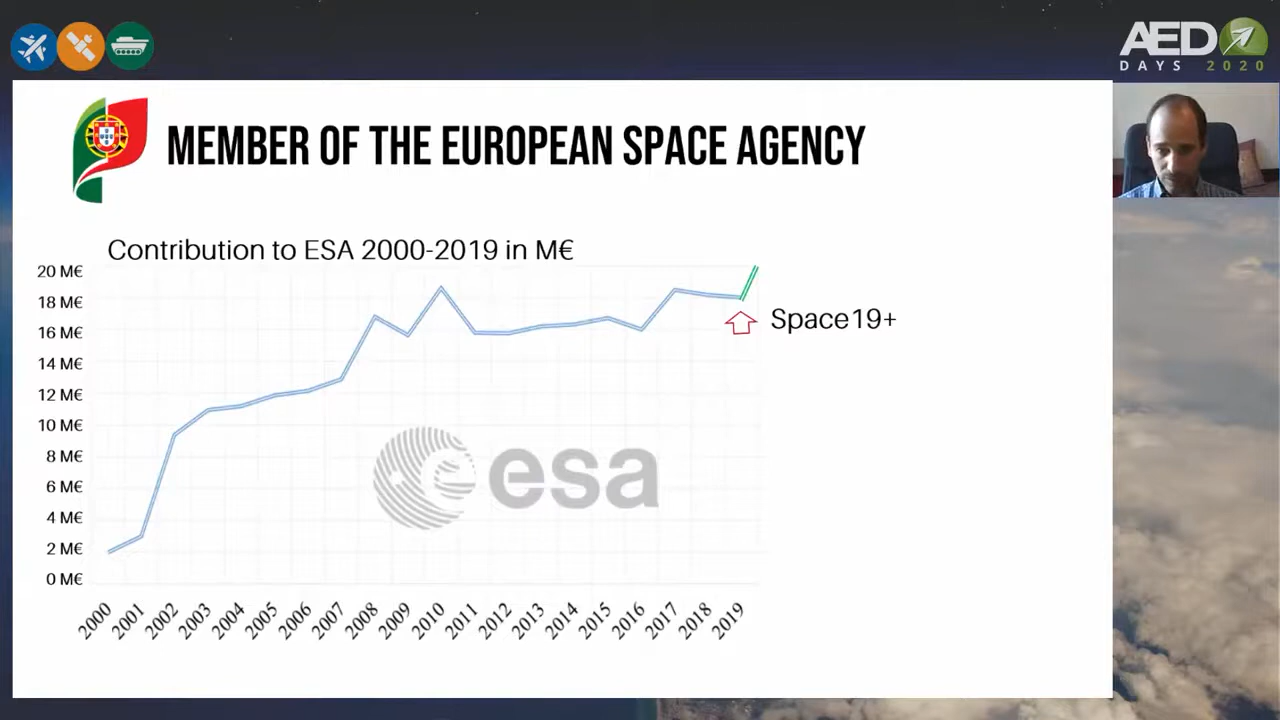 AED
DAYS 2020
MEMBER OF THE EUROPEAN SPACE AGENCY
Contribution to ESA 2000-2019 in M€
20 M€
18 M€
16 M€
14 M€
12 M€
10 M€
8 M€
6 M€
4 M€
2 M€
0 M€
Space19+
esa
2000
2001
2002
2003
2004
2005
2006
2007
2008
2009
2010
2011
2012
2013
2014
2015
2016
2017
2018
2019